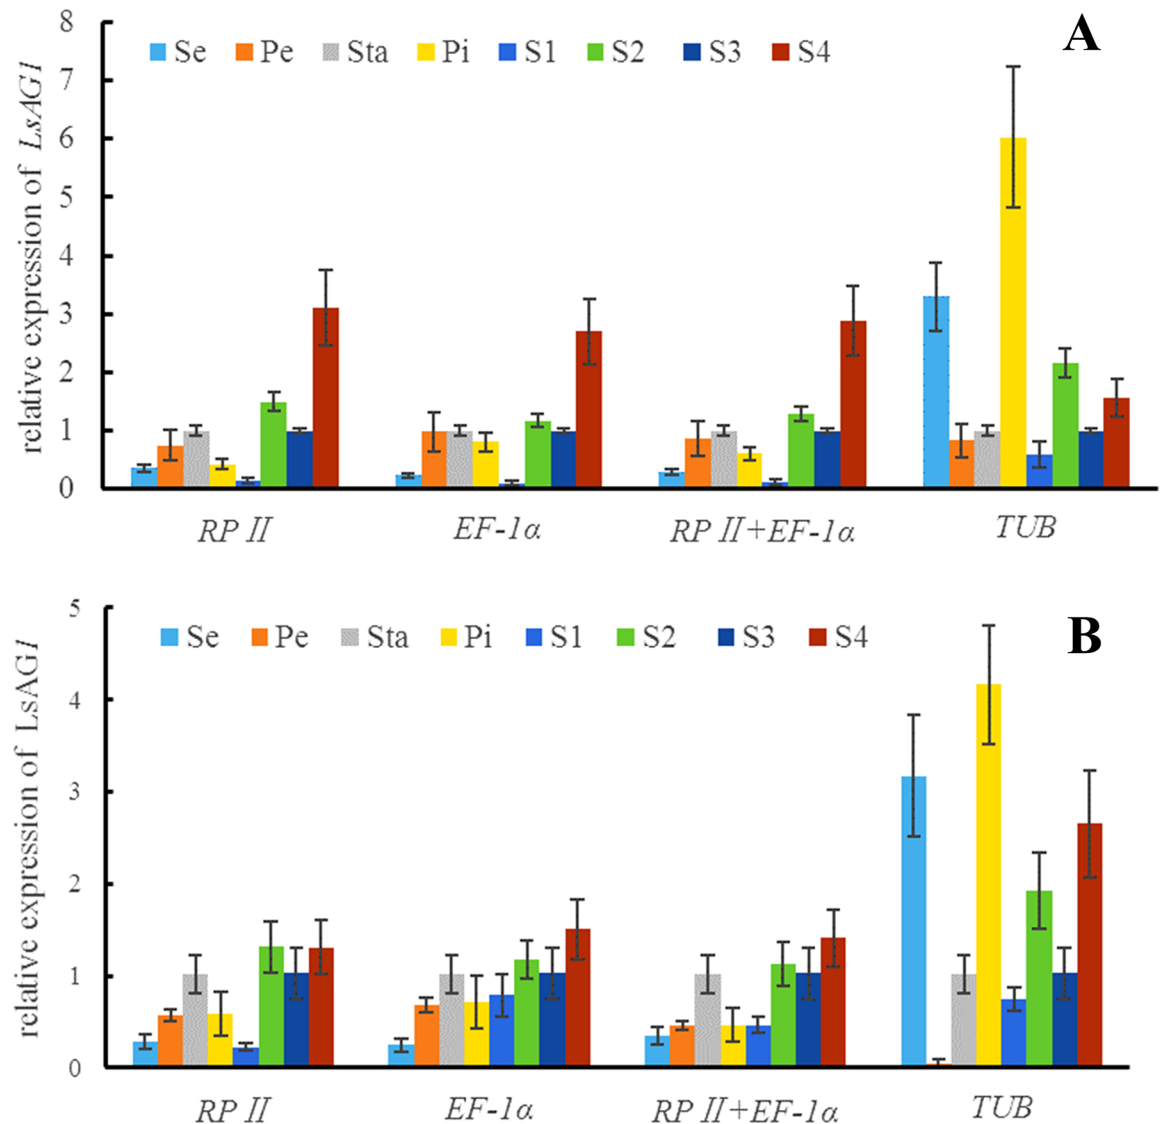 A
Se Pe Sta Pi S1 S2 S3 S4
relative expression of LsAG1
8
7
6
5
4
3
2
1
0
RP II EF-1α RP II+EF-1α TUB
B
Se Pe Sta Pi S1 S2 S3 S4
relative expression of LsAG1
5
4
3
2
1
0
RP II EF-1α RP II+EF-1α TUB